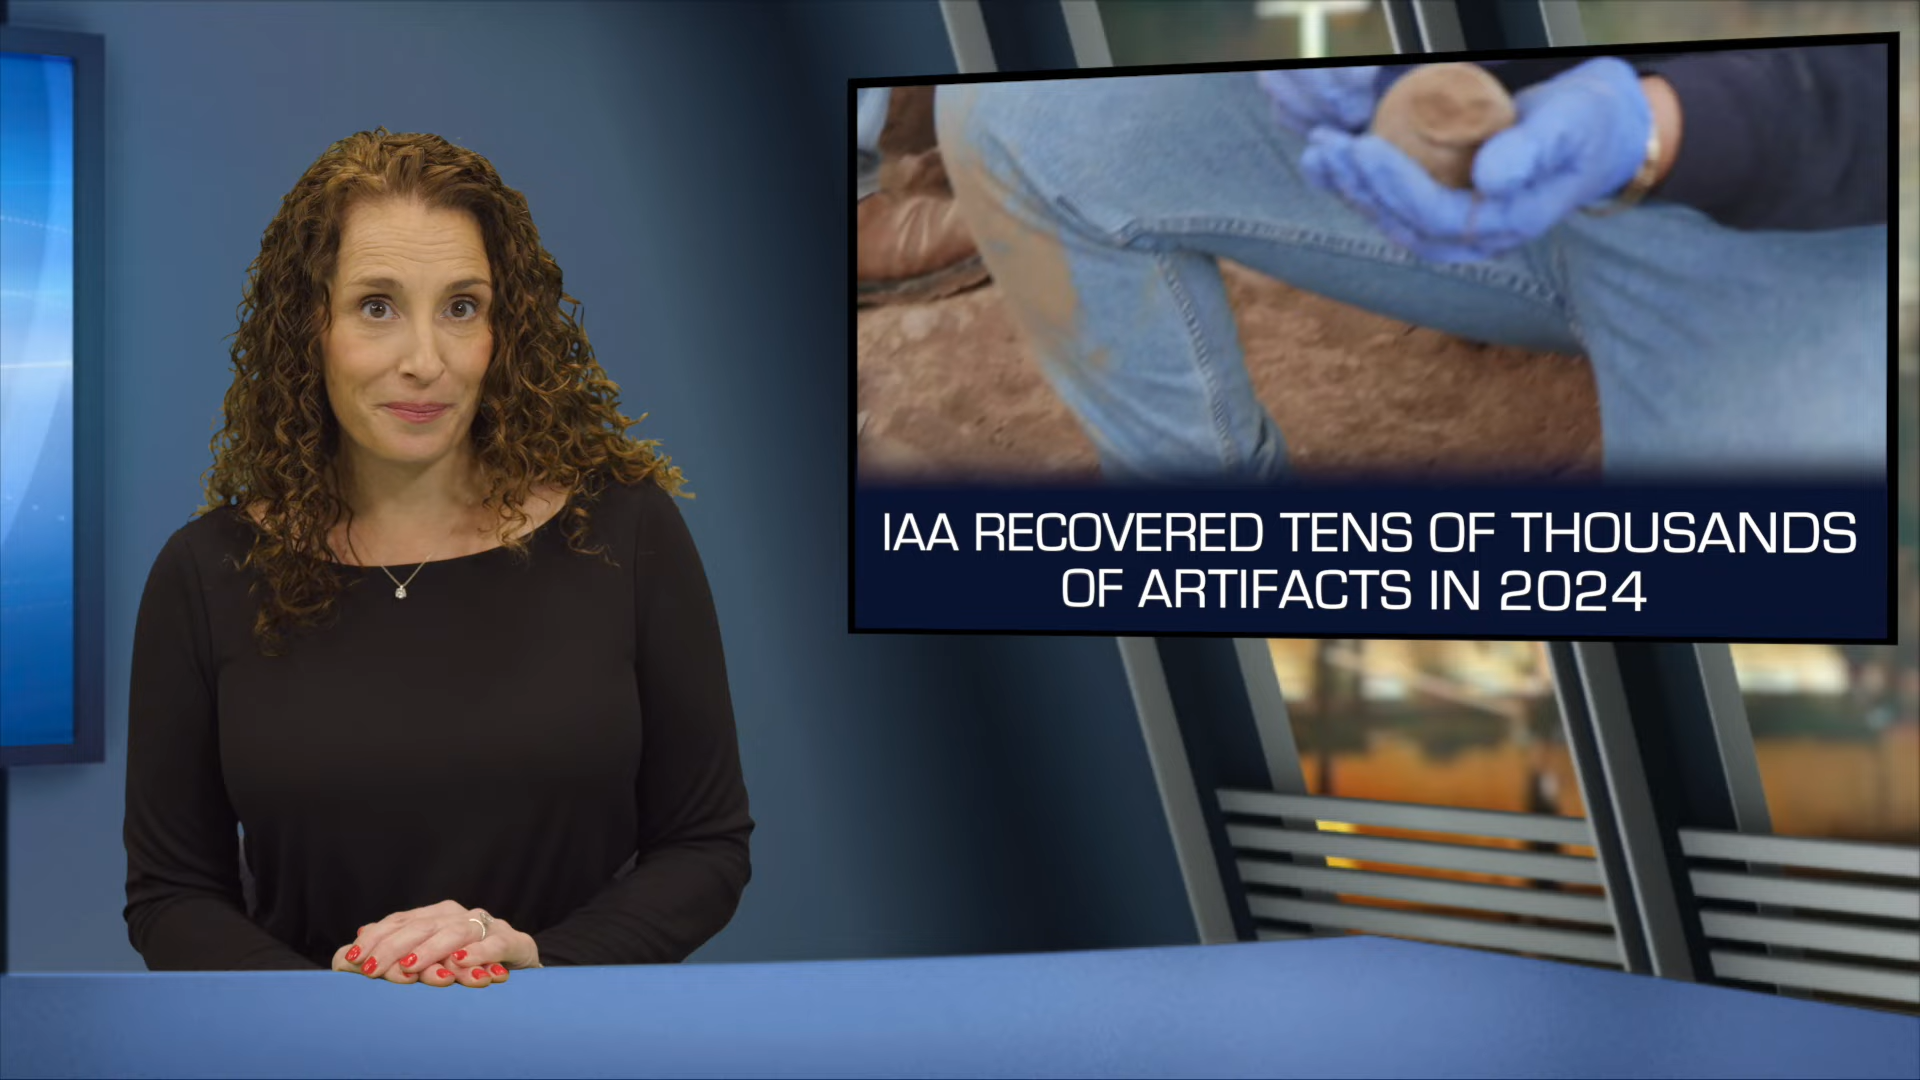 IAA RECOVERED TENS OF THOUSANDS
OF ARTIFACTS IN 2024